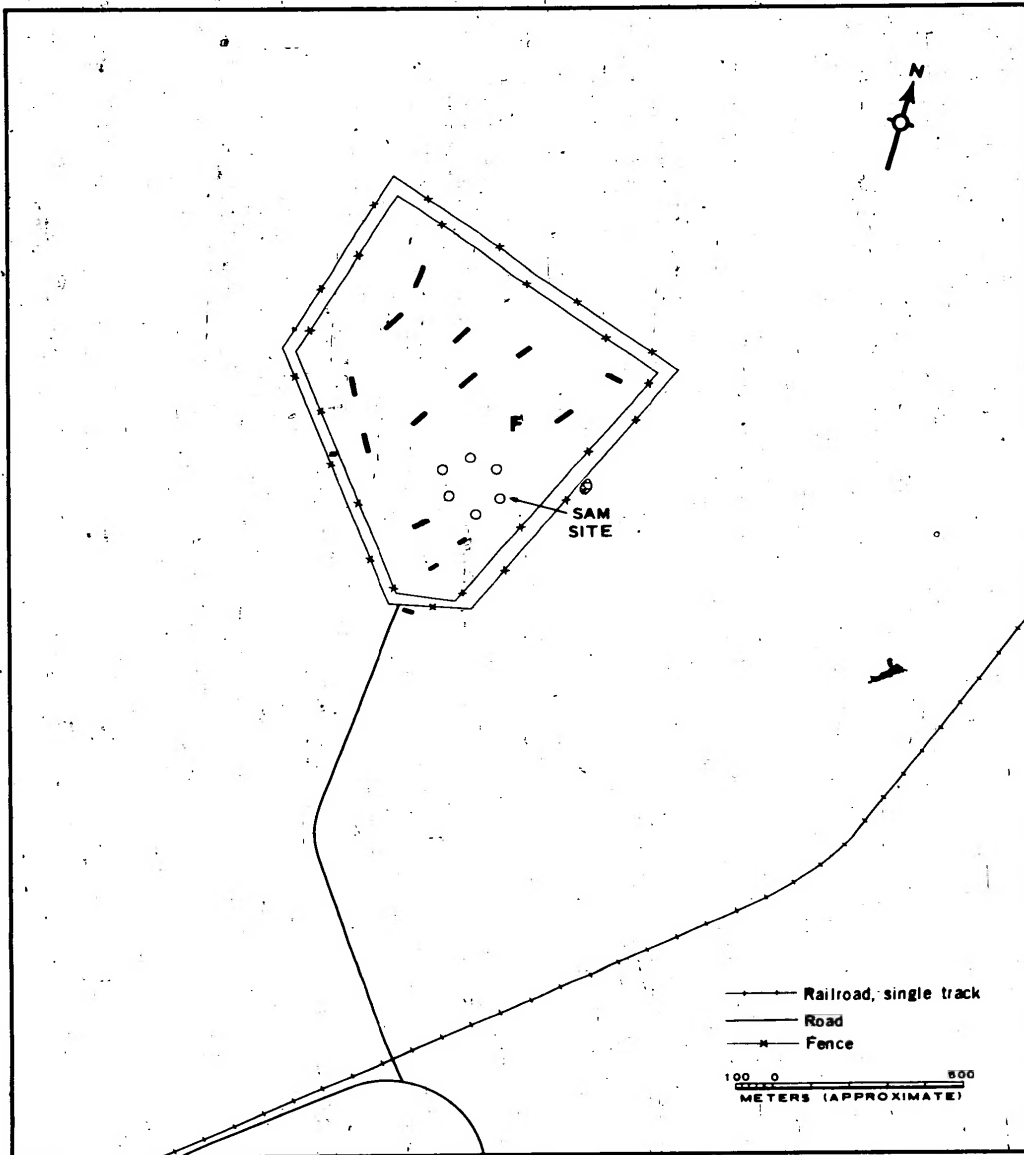 N
F
SAM
SITE
Railroad, single track
Road
Fence
100 0 500
METERS (APPROXIMATE)